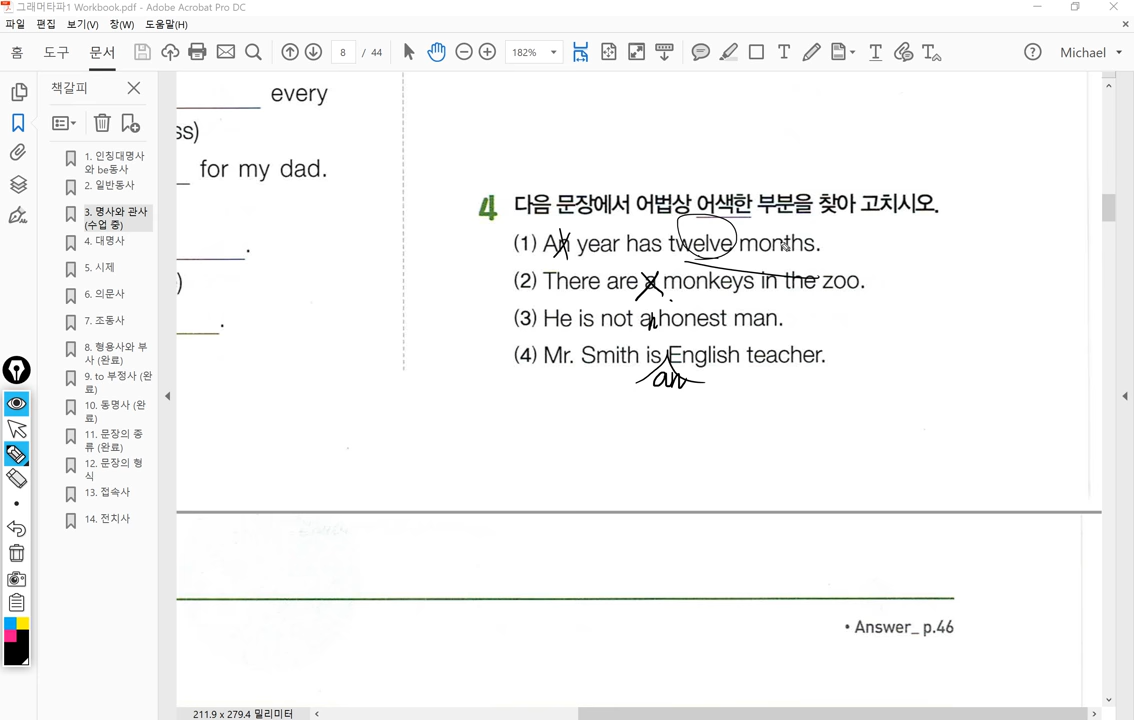 그래머타파1 Workbook.pdf - Adobe Acrobat Pro DC
파일 편집 보기(V) 창(W) 도움말(H)
홈 도구 문서 8 / 44 182% Michael
책갈피
1. 인칭대명사
와 be동사
2. 일반동사
3. 명사와 관사
(수업 중)
4. 대명사
5. 시제
6. 의문사
7. 조동사
8. 형용사와 부
사 (완료)
9. to 부정사 (완
료)
10. 동명사 (완
료)
11. 문장의 종
류 (완료)
12. 문장의 형
식
13. 접속사
14. 전치사
every
ss)
for my dad.
.
)
.
4 다음 문장에서 어법상 어색한 부분을 찾아 고치시오.
(1) An year has twelve months.
(2) There are a monkeys in the zoo.
(3) He is not an honest man.
(4) Mr. Smith is English teacher.
an
• Answer_ p.46
211.9 x 279.4 밀리미터